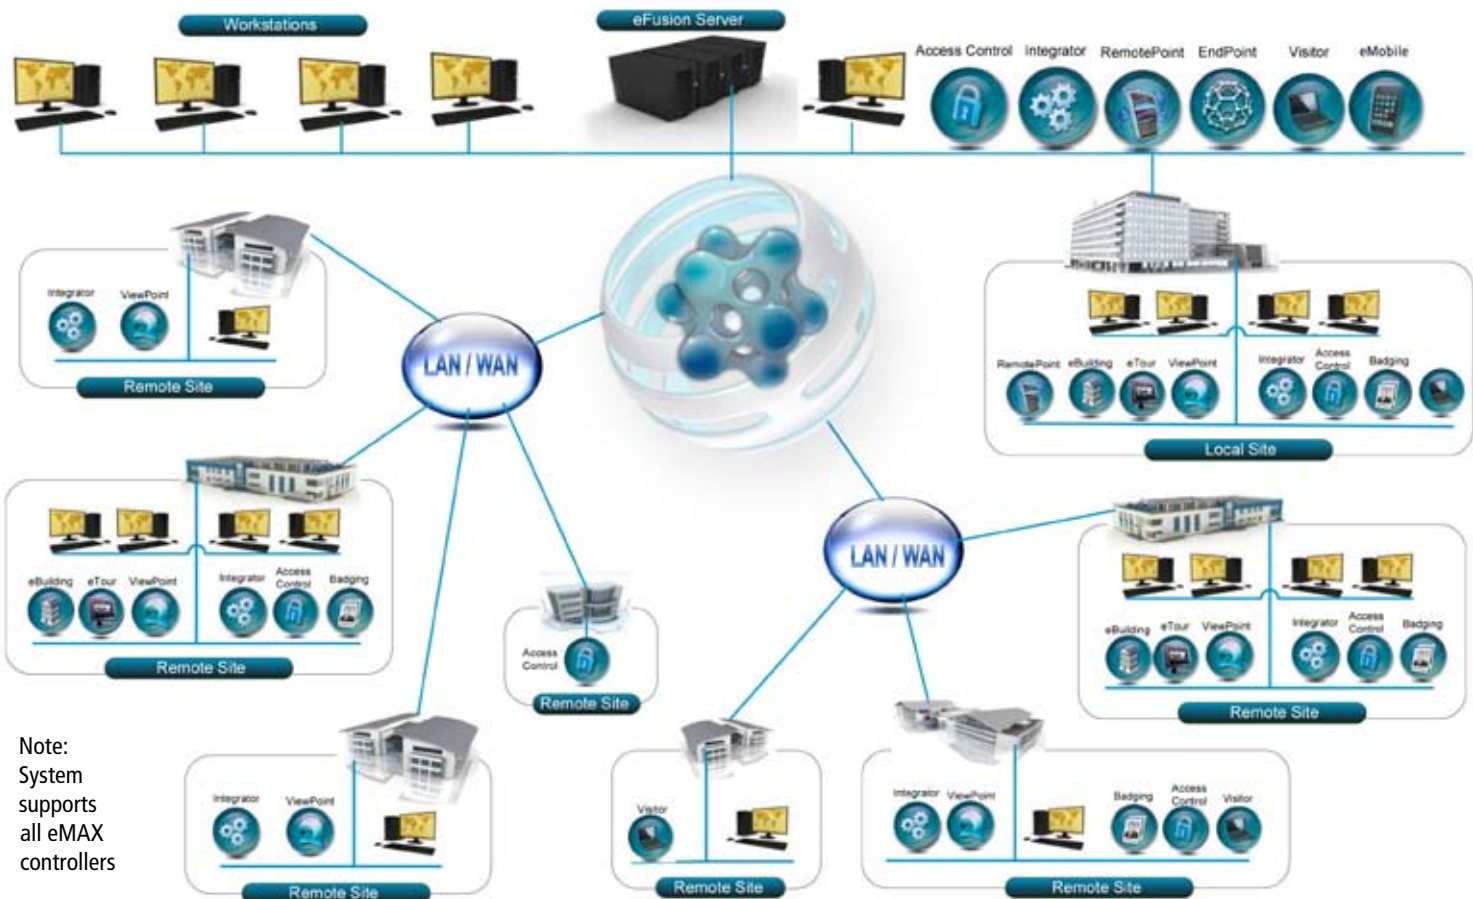 Workstations
eFusion Server
Access Control
Integrator
RemotePoint
EndPoint
Visitor
eMobile
Integrator
ViewPoint
Remote Site
LAN / WAN
RemotePoint
eBuilding
eTour
ViewPoint
Integrator
Access
Control
Badging
Local Site
eBuilding
eTour
ViewPoint
Integrator
Access
Control
Badging
Remote Site
LAN / WAN
Access
Control
Remote Site
eBuilding
eTour
ViewPoint
Integrator
Access
Control
Badging
Remote Site
Note:
System
supports
all eMAX
controllers
Integrator
ViewPoint
Remote Site
Visitor
Remote Site
Integrator
ViewPoint
Badging
Access
Control
Visitor
Remote Site